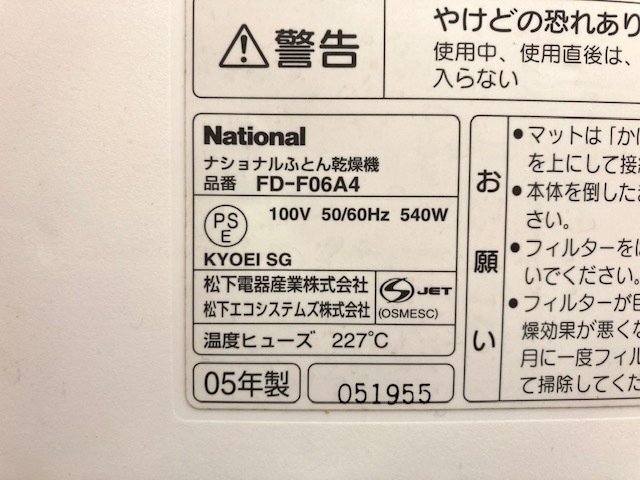 警告
やけどの恐れあり
使用中、使用直後は、
入らない
National
ナショナルふとん乾燥機
品番 FD-F06A4
PS
E
100V 50/60Hz 540W
KYOEI SG
松下電器産業株式会社
松下エコシステムズ株式会社
S JET
(OSMESC)
温度ヒューズ 227℃
05年製
051955
お願い
●マットは「か
を上にして接
●本体を倒した
さい。
●フィルターを
いでください。
●フィルターが
燥効果が悪く
月に一度フィ
て掃除してく